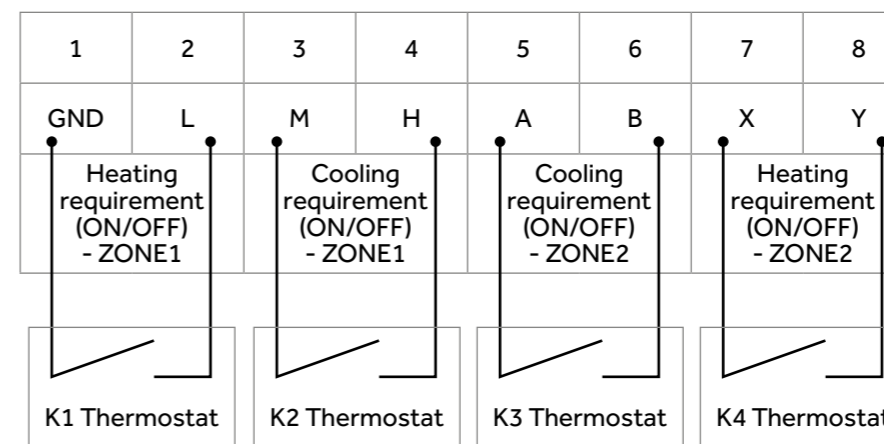 1 2 3 4 5 6 7 8
GND L M H A B X Y
Heating requirement (ON/OFF) - ZONE1
Cooling requirement (ON/OFF) - ZONE1
Cooling requirement (ON/OFF) - ZONE2
Heating requirement (ON/OFF) - ZONE2
K1 Thermostat K2 Thermostat K3 Thermostat K4 Thermostat